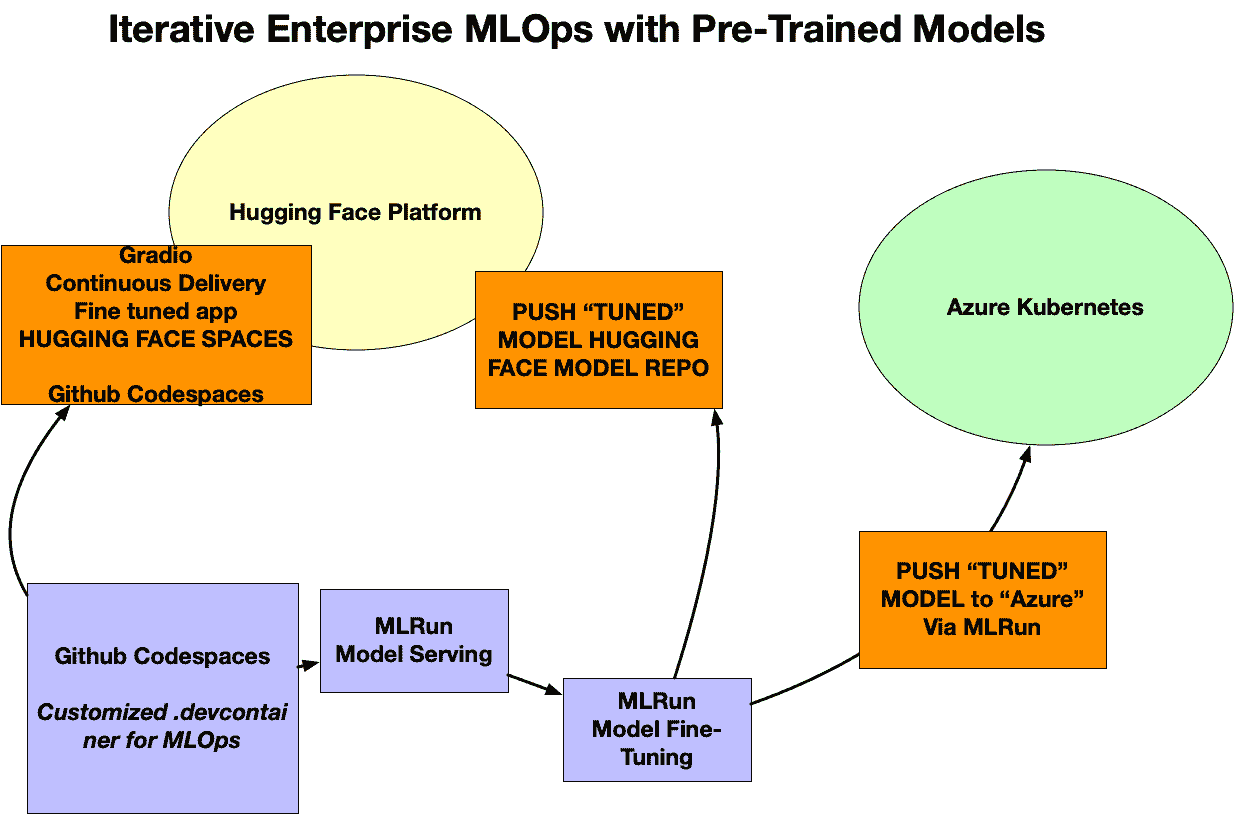 Iterative Enterprise MLOps with Pre-Trained Models
Hugging Face Platform
Gradio
Continuous Delivery
Fine tuned app
HUGGING FACE SPACES
Github Codespaces
PUSH “TUNED”
MODEL HUGGING
FACE MODEL REPO
Azure Kubernetes
Github Codespaces
Customized .devcontai
ner for MLOps
MLRun
Model Serving
MLRun
Model Fine-
Tuning
PUSH “TUNED”
MODEL to “Azure”
Via MLRun